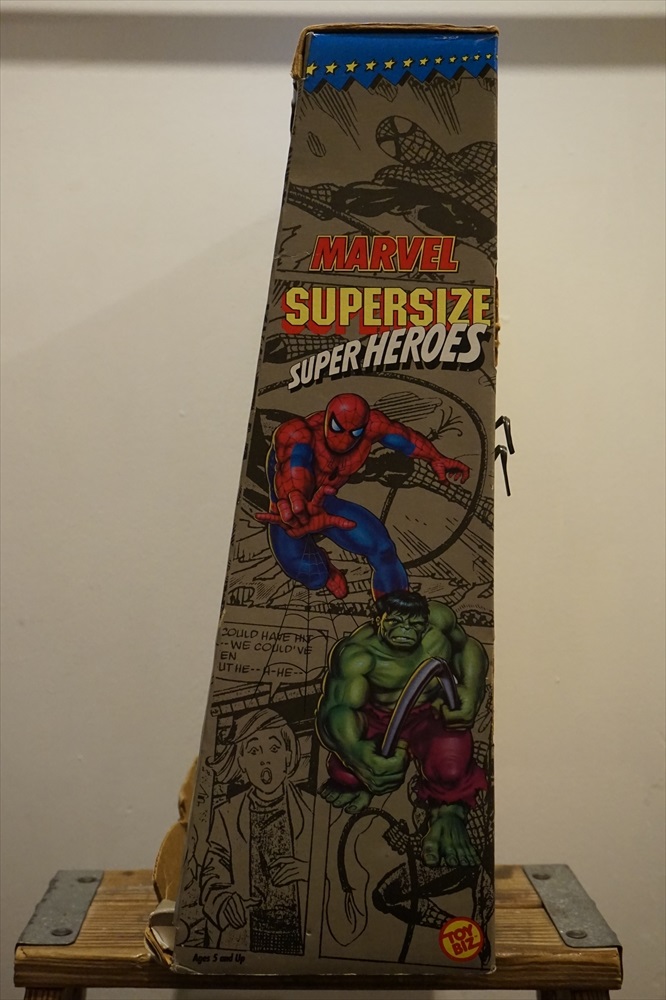 MARVEL
SUPERSIZE
SUPER HEROES
COULD HAVE HIT
--WE COULD'VE
EN
UT HE-- A-HE--
Ages 5 and Up
TOY
BIZ